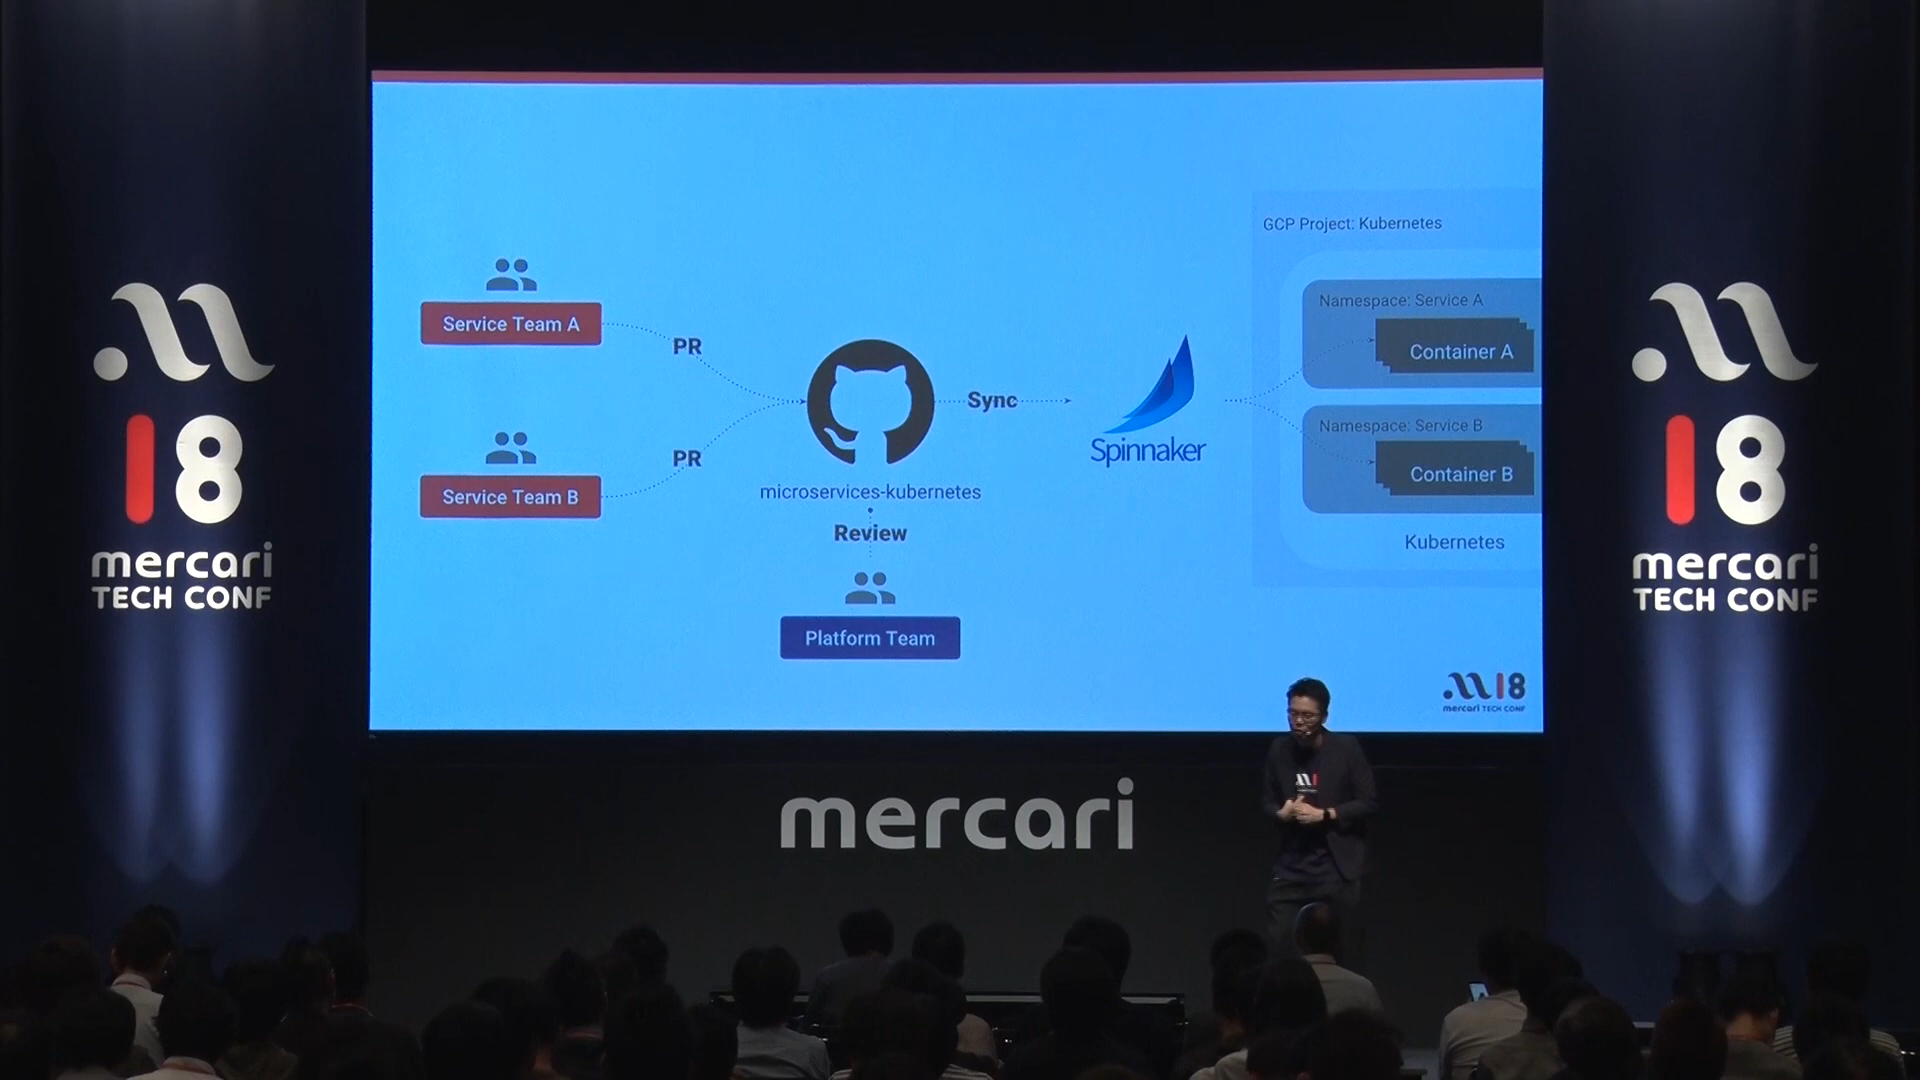 GCP Project: Kubernetes
Namespace: Service A
Service Team A
PR
Container A
Sync
Namespace: Service B
Spinnaker
PR
Container B
Service Team B
microservices-kubernetes
Review
Kubernetes
Platform Team
18
mercari
TECH CONF
18
mercari
TECH CONF
18
mercari
TECH CONF
mercari